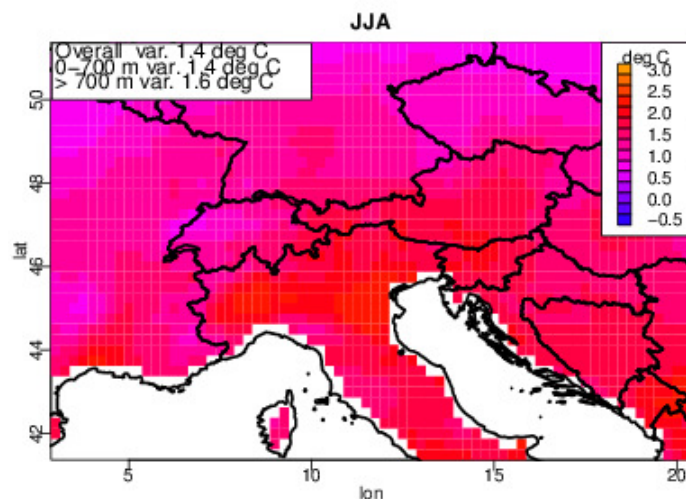 JJA
Overall var. 1.4 deg C
0−700 m var. 1.4 deg C
> 700 m var. 1.6 deg C
deg C
3.0
2.5
2.0
1.5
1.0
0.5
0.0
−0.5
50
48
46
44
42
lat
5
10
15
20
lon